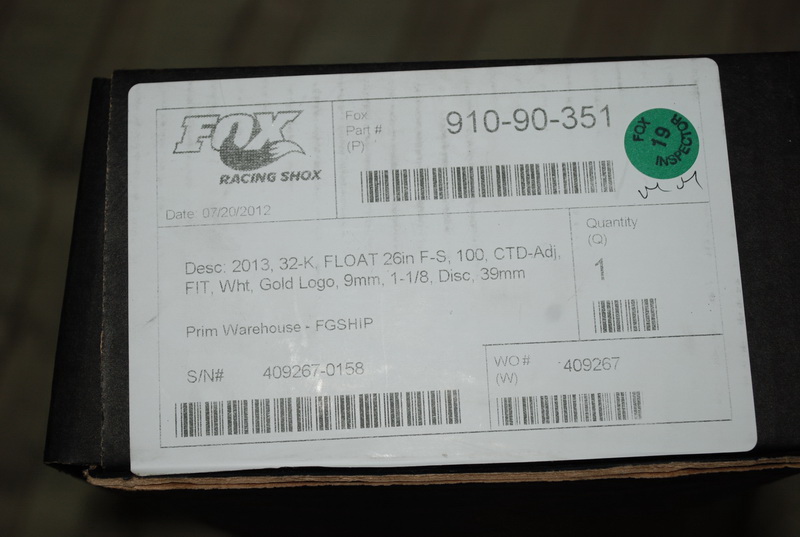 FOX
RACING SHOX
Date: 07/20/2012
Fox
Part #
(P)
910-90-351
FOX
19
INSPECTOR
Desc: 2013, 32-K, FLOAT 26in F-S, 100, CTD-Adj,
FIT, Wht, Gold Logo, 9mm, 1-1/8, Disc, 39mm
Quantity
(Q)
1
Prim Warehouse - FGSHIP
S/N# 409267-0158
WO#
(W)
409267